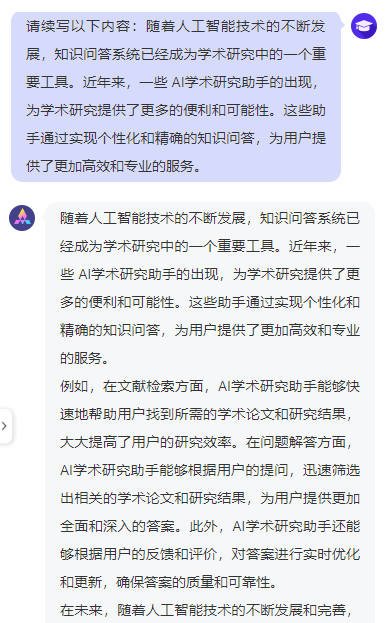 请续写以下内容：随着人工智能技术的不断发
展，知识问答系统已经成为学术研究中的一个重
要工具。近年来，一些 AI学术研究助手的出现，
为学术研究提供了更多的便利和可能性。这些助
手通过实现个性化和精确的知识问答，为用户提
供了更加高效和专业的服务。
随着人工智能技术的不断发展，知识问答系统已
经成为学术研究中的一个重要工具。近年来，一
些 AI学术研究助手的出现，为学术研究提供了更
多的便利和可能性。这些助手通过实现个性化和
精确的知识问答，为用户提供了更加高效和专业
的服务。
例如，在文献检索方面，AI学术研究助手能够快
速地帮助用户找到所需的学术论文和研究结果，
大大提高了用户的研究效率。在问题解答方面，
AI学术研究助手能够根据用户的提问，迅速筛选
出相关的学术论文和研究结果，为用户提供更加
全面和深入的答案。此外，AI学术研究助手还能
够根据用户的反馈和评价，对答案进行实时优化
和更新，确保答案的质量和可靠性。
在未来，随着人工智能技术的不断发展和完善，